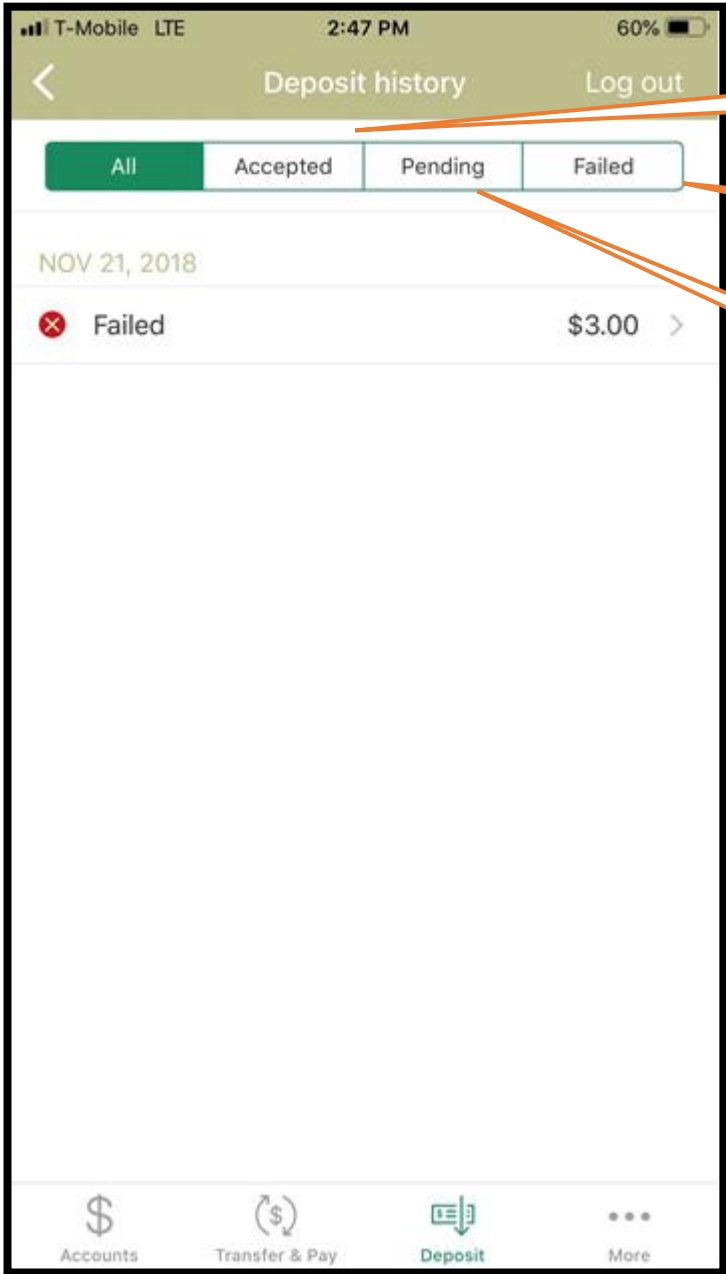 T-Mobile LTE 2:47 PM 60%
Deposit history Log out
All Accepted Pending Failed
NOV 21, 2018
Failed $3.00
Accounts Transfer & Pay Deposit More